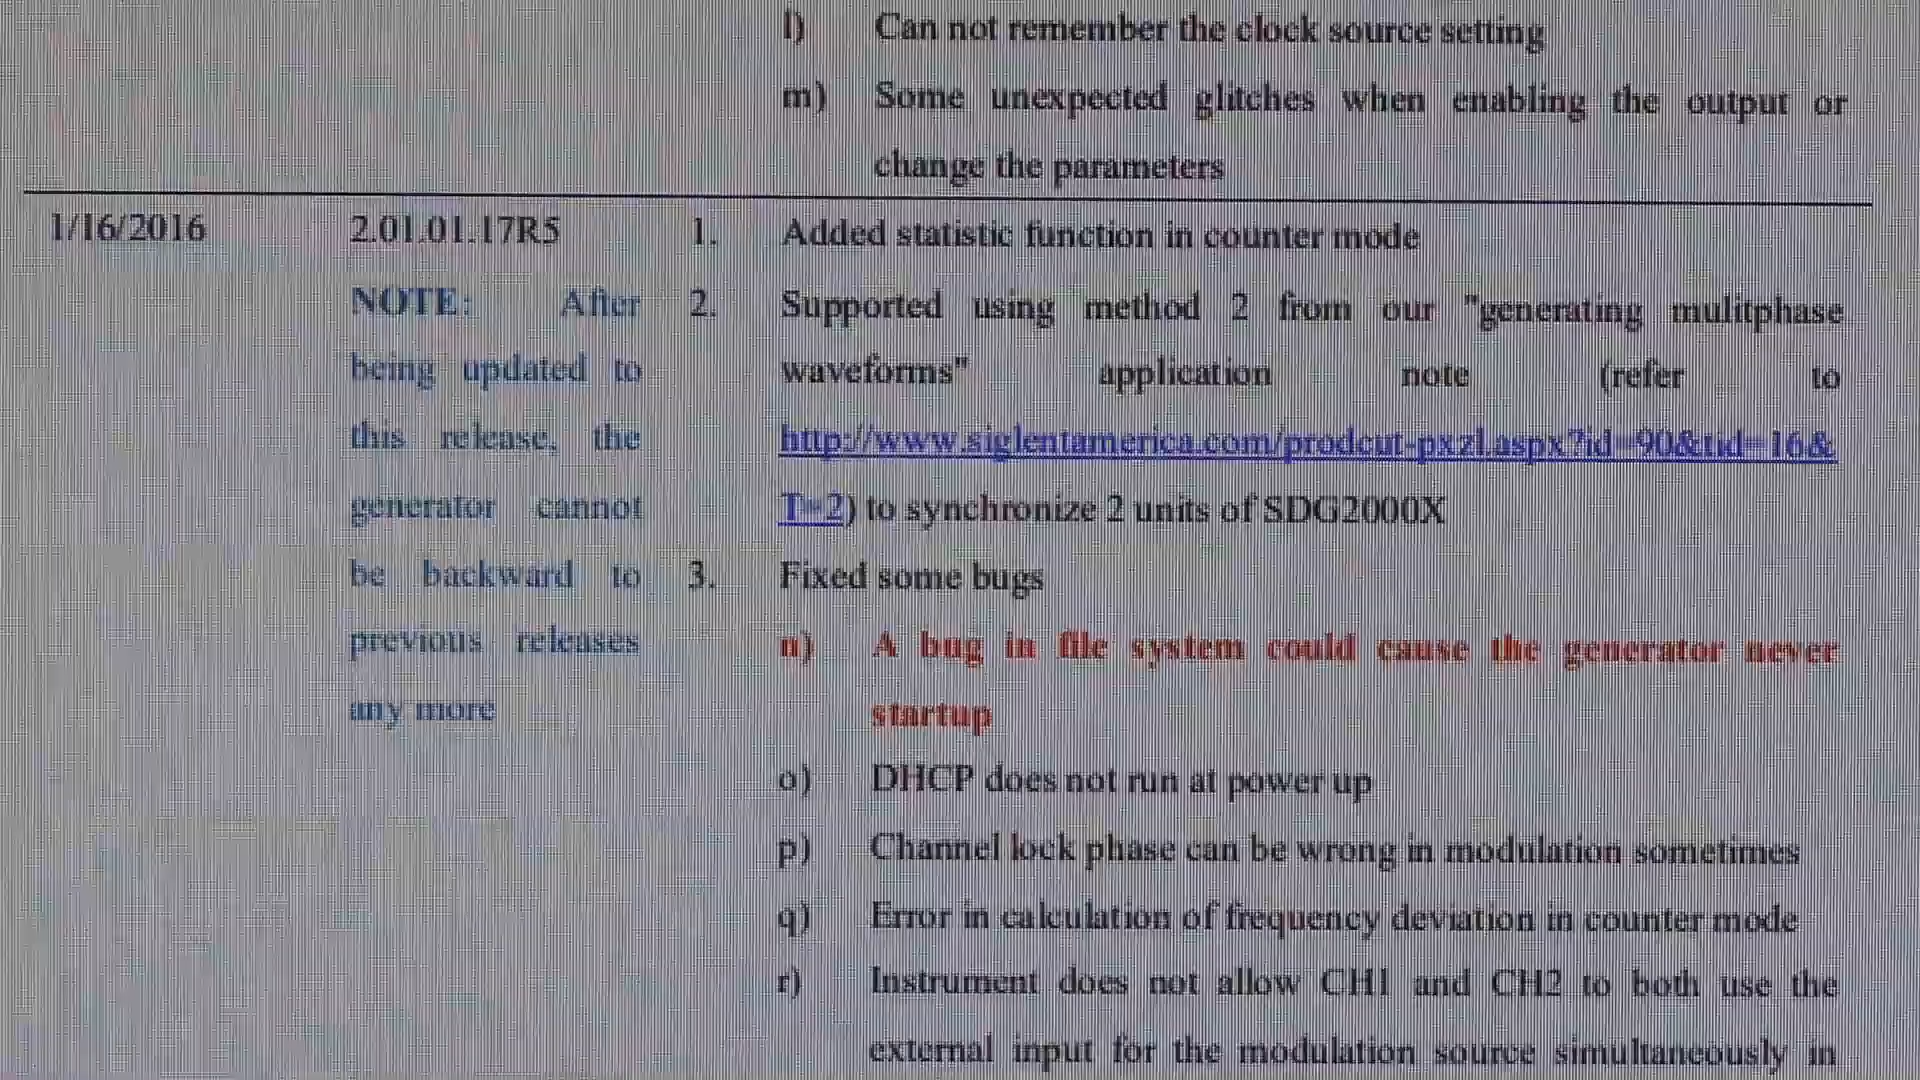 l) Can not remember the clock source setting
m) Some unexpected glitches when enabling the output or
change the parameters
1/16/2016
2.01.01.17R5
NOTE: After
being updated to
this release, the
generator cannot
be backward to
previous releases
any more
1. Added statistic function in counter mode
2. Supported using method 2 from our "generating mulitphase
waveforms" application note (refer to
http://www.siglentamerica.com/prodcut-pxzl.aspx?id=90&tid=16&
T=2) to synchronize 2 units of SDG2000X
3. Fixed some bugs
n) A bug in file system could cause the generator never
startup
o) DHCP does not run at power up
p) Channel lock phase can be wrong in modulation sometimes
q) Error in calculation of frequency deviation in counter mode
r) Instrument does not allow CH1 and CH2 to both use the
external input for the modulation source simultaneously in